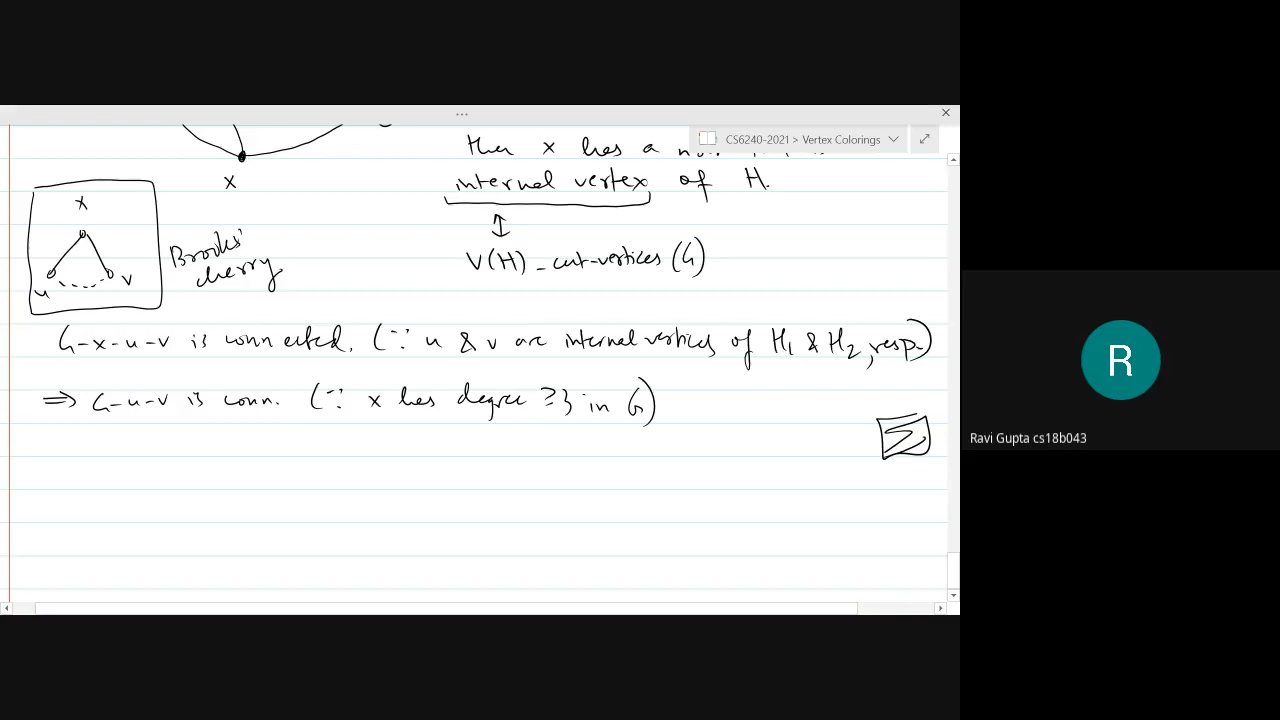 CS6240-2021 > Vertex Colorings
then x has a
x
internal vertex of H.
x
Brooks'
cherry
u v
V(H) - cut-vertices (G)
G-x-u-v is connected. (∵ u & v are internal vertices of H₁ & H₂, resp.)
⇒ G-u-v is conn. (∵ x has degree ≥3 in G)
R
Ravi Gupta cs18b043